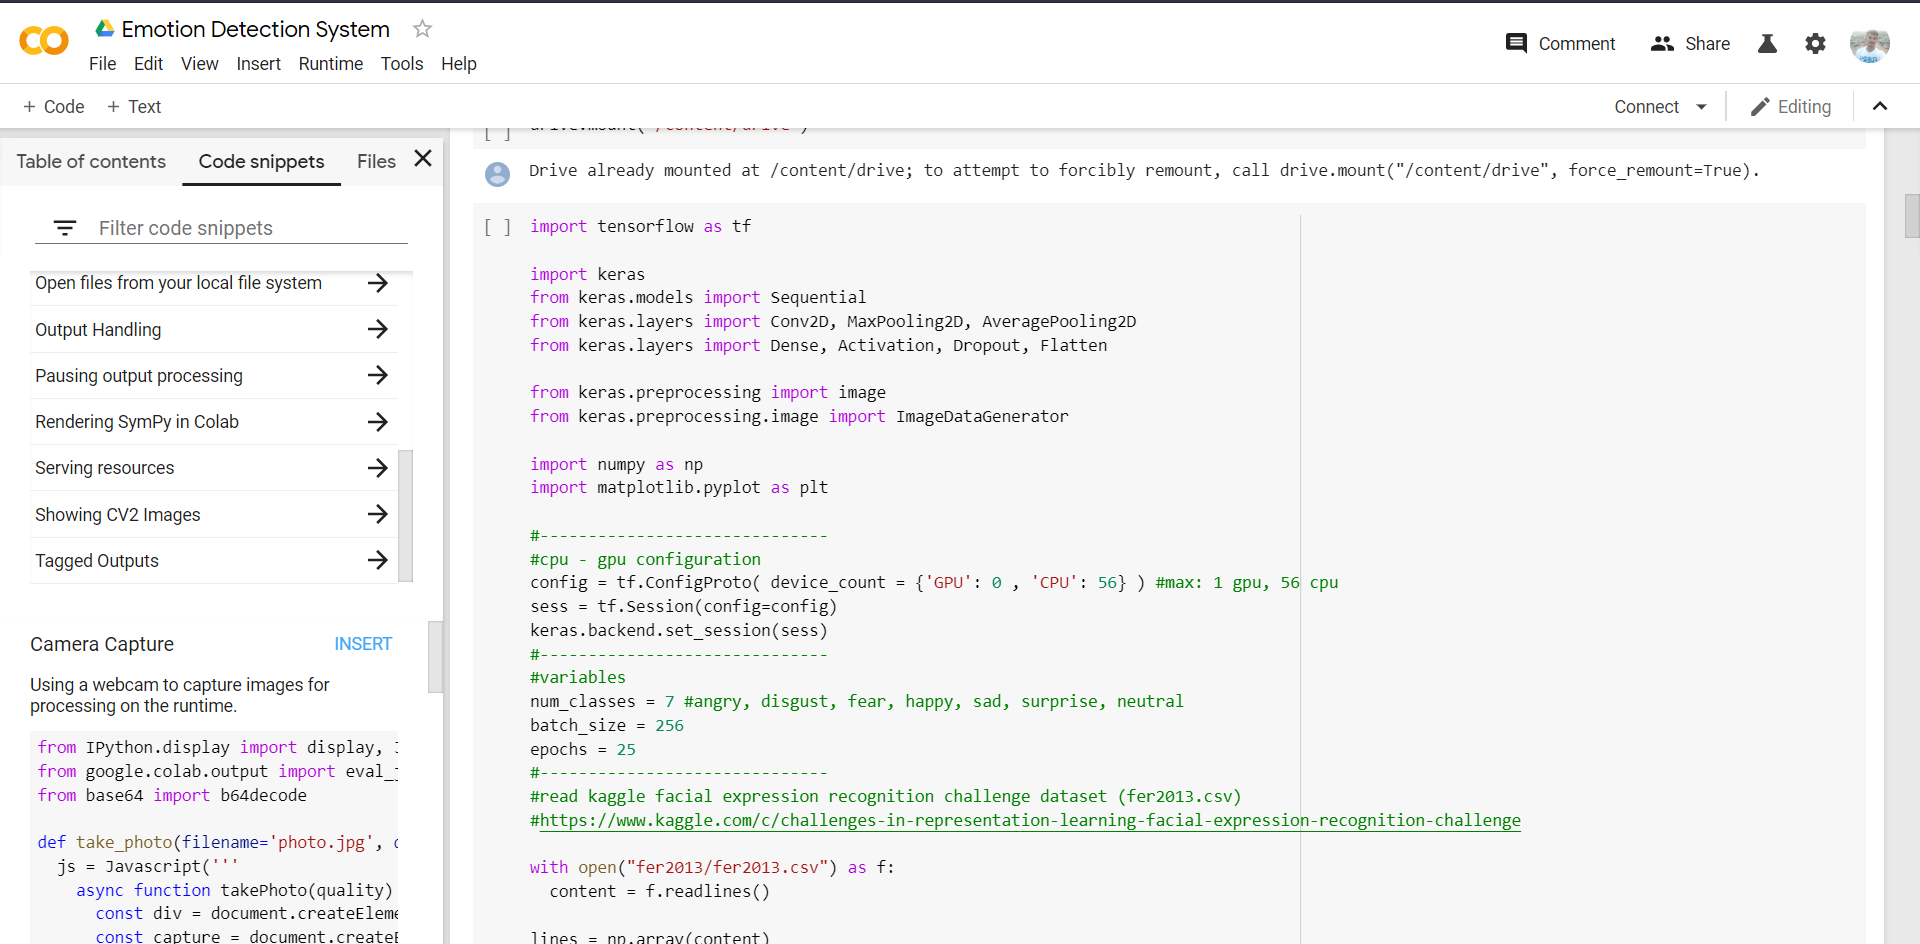 Emotion Detection System
File Edit View Insert Runtime Tools Help
Comment Share
+ Code + Text
Connect Editing
Table of contents Code snippets Files
Filter code snippets
Open files from your local file system
Output Handling
Pausing output processing
Rendering SymPy in Colab
Serving resources
Showing CV2 Images
Tagged Outputs
Camera Capture INSERT
Using a webcam to capture images for
processing on the runtime.
from IPython.display import display,
from google.colab.output import eval_
from base64 import b64decode
def take_photo(filename='photo.jpg',
js = Javascript('''
async function takePhoto(quality)
const div = document.createEleme
const capture = document.createE
[ ] drive.mount('/content/drive')
Drive already mounted at /content/drive; to attempt to forcibly remount, call drive.mount("/content/drive", force_remount=True).
[ ] import tensorflow as tf
import keras
from keras.models import Sequential
from keras.layers import Conv2D, MaxPooling2D, AveragePooling2D
from keras.layers import Dense, Activation, Dropout, Flatten
from keras.preprocessing import image
from keras.preprocessing.image import ImageDataGenerator
import numpy as np
import matplotlib.pyplot as plt
#------------------------------
#cpu - gpu configuration
config = tf.ConfigProto( device_count = {'GPU': 0 , 'CPU': 56} ) #max: 1 gpu, 56 cpu
sess = tf.Session(config=config)
keras.backend.set_session(sess)
#------------------------------
#variables
num_classes = 7 #angry, disgust, fear, happy, sad, surprise, neutral
batch_size = 256
epochs = 25
#------------------------------
#read kaggle facial expression recognition challenge dataset (fer2013.csv)
#https://www.kaggle.com/c/challenges-in-representation-learning-facial-expression-recognition-challenge
with open("fer2013/fer2013.csv") as f:
content = f.readlines()
lines = np.array(content)